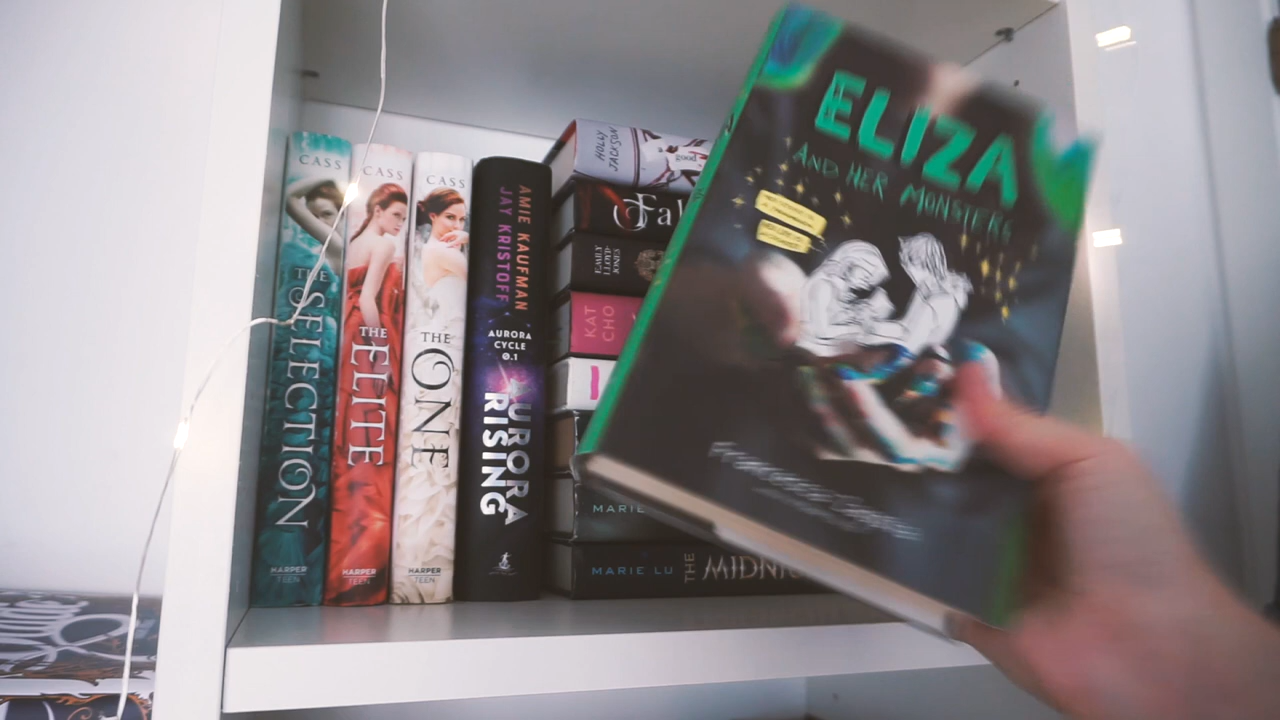 CASS
THE SELECTION
HARPER
TEEN
CASS
THE ELITE
HARPER
TEEN
CASS
THE ONE
HARPER
TEEN
AMIE KAUFMAN
JAY KRISTOFF
AURORA
CYCLE
0.1
AURORA
RISING
HOLLY
JACKSON
good
Fal
EMILY
LLOYD-
JONES
KAT
CHO
MARIE
MARIE LU
THE
MIDNI
ELIZA
AND HER MONSTERS